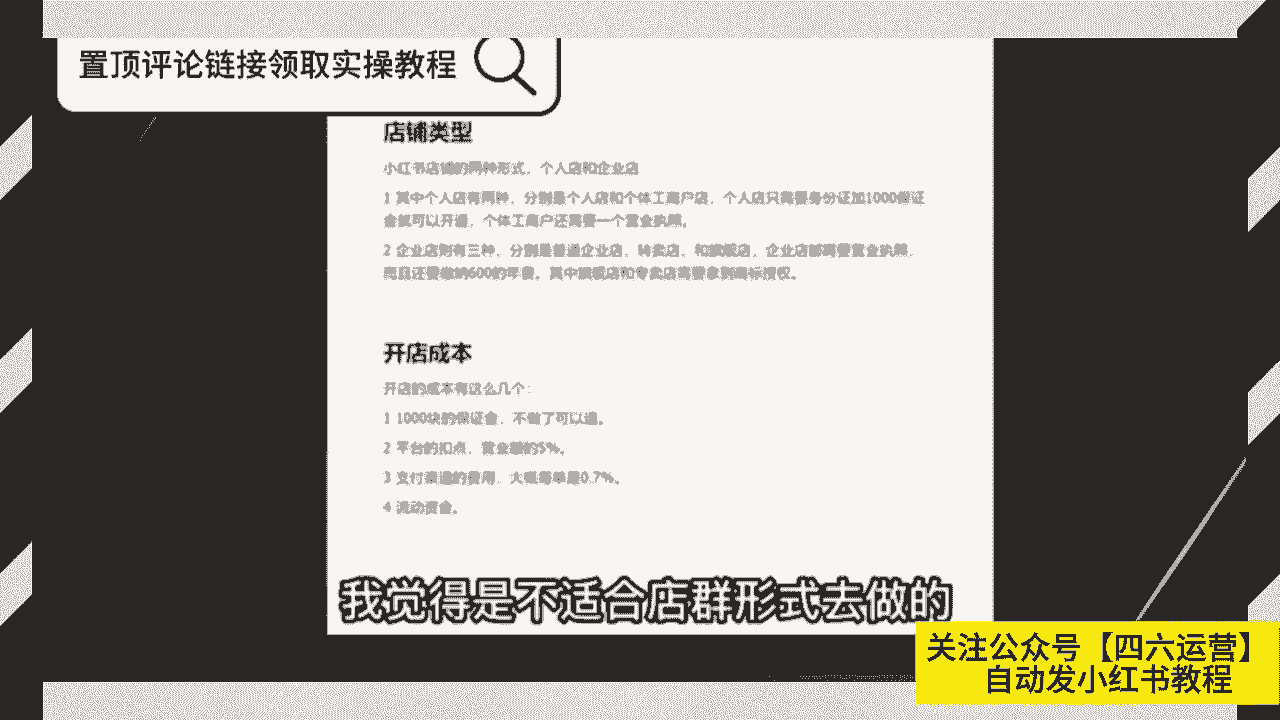 置顶评论链接领取实操教程
店铺类型
小红书店铺的两种形式，个人店和企业店
1 其中个人店有两种，分别是个人店和个体工商户店，个人店只需要身份证加1000保证
金就可以开通，个体工商户还需要一个营业执照。
2 企业店则有三种，分别是普通企业店，转卖店，和旗舰店，企业店都需要营业执照，
而且还要缴纳600的年费，其中旗舰店和专卖店需要拿到商标授权。
开店成本
开店的成本有这么几个：
1 1000块的保证金，不做了可以退。
2 平台的扣点，营业额的5%。
3 支付渠道的费用，大概每单是0.7%。
4 流动资金。
我觉得是不适合店群形式去做的
关注公众号【四六运营】
自动发小红书教程